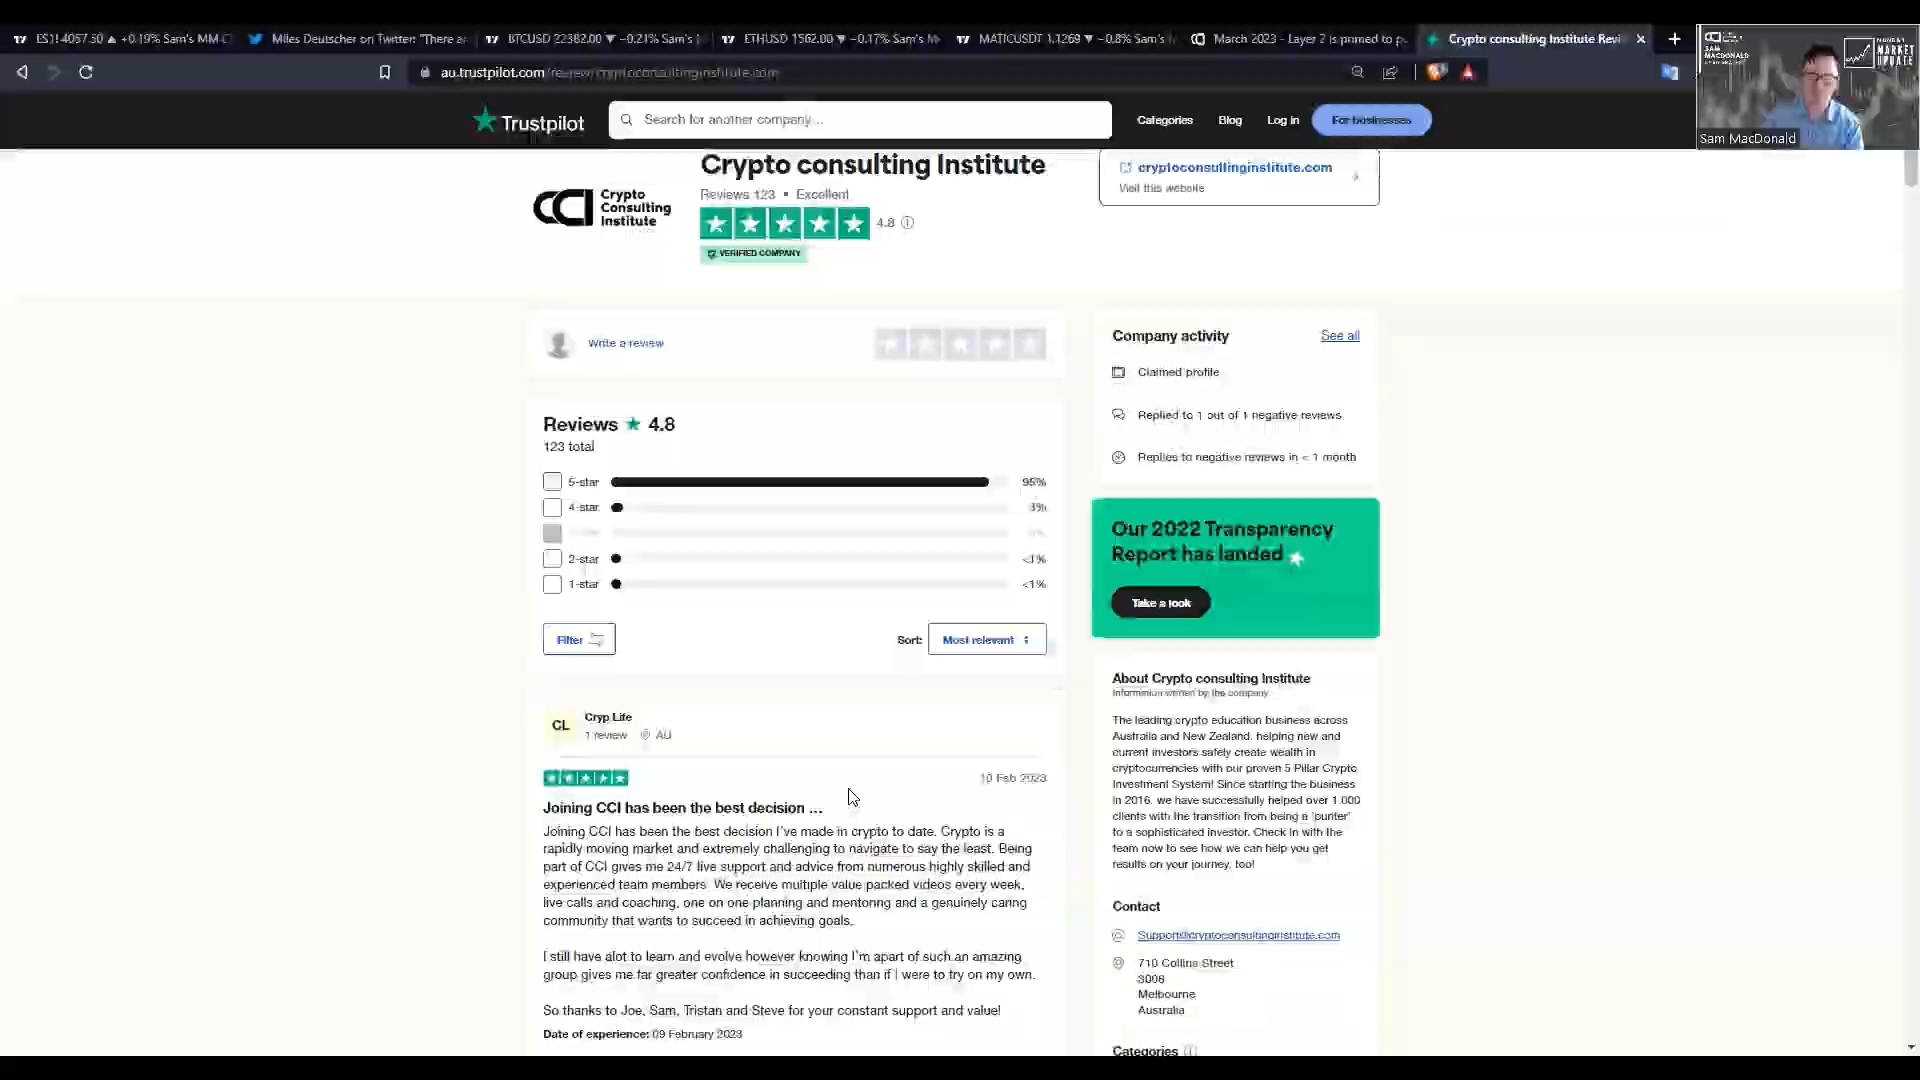 ES1! 4057.50 ▲ +0.19% Sam's MM-C
Miles Deutscher on Twitter: "There ar
BTCUSD 22382.00 ▼ −0.21% Sam's
ETHUSD 1562.00 ▼ −0.17% Sam's M
MATICUSDT 1.1269 ▼ −0.8% Sam's
March 2023 - Layer 2 is primed to p
Crypto consulting Institute Revi
au.trustpilot.com/review/cryptoconsultinginstitute.com
CCI
SAM
MACDONALD
MARKET
UPDATE
Sam MacDonald
Trustpilot
Search for another company...
Categories
Blog
Log in
For businesses
Crypto consulting Institute
Reviews 123 • Excellent
4.8
VERIFIED COMPANY
CCI Crypto
Consulting
Institute
cryptoconsultinginstitute.com
Visit this website
Write a review
Reviews ★ 4.8
123 total
5-star 95%
4-star 3%
2-star <1%
1-star <1%
Filter
Sort: Most relevant
Company activity See all
Claimed profile
Replied to 1 out of 1 negative reviews
Replies to negative reviews in < 1 month
Our 2022 Transparency
Report has landed
Take a look
CL
Cryp Life
1 review AU
10 Feb 2023
Joining CCI has been the best decision ...
Joining CCI has been the best decision I've made in crypto to date. Crypto is a
rapidly moving market and extremely challenging to navigate to say the least. Being
part of CCI gives me 24/7 live support and advice from numerous highly skilled and
experienced team members. We receive multiple value packed videos every week,
live calls and coaching, one on one planning and mentoring and a genuinely caring
community that wants to succeed in achieving goals.
I still have alot to learn and evolve however knowing I'm apart of such an amazing
group gives me far greater confidence in succeeding than if I were to try on my own.
So thanks to Joe, Sam, Tristan and Steve for your constant support and value!
Date of experience: 09 February 2023
About Crypto consulting Institute
Information written by the company
The leading crypto education business across
Australia and New Zealand, helping new and
current investors safely create wealth in
cryptocurrencies with our proven 5 Pillar Crypto
Investment System! Since starting the business
in 2016, we have successfully helped over 1,000
clients with the transition from being a 'punter'
to a sophisticated investor. Check in with the
team now to see how we can help you get
results on your journey, too!
Contact
Support@cryptoconsultinginstitute.com
710 Collins Street
3006
Melbourne
Australia
Categories